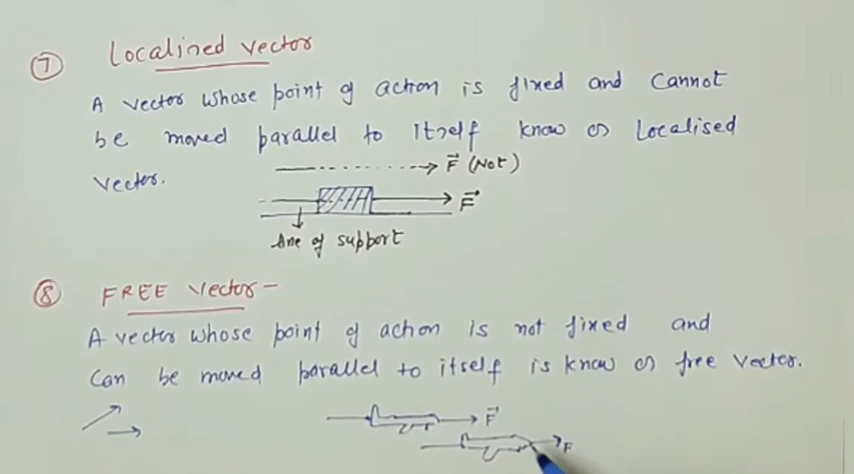 7 Localised vector
A vector whose point of action is fixed and cannot
be moved parallel to itself know as localised
vector.
F (Not)
F
line of support
8 FREE vector -
A vector whose point of action is not fixed and
can be moved parallel to itself is know as free vector.
F
F